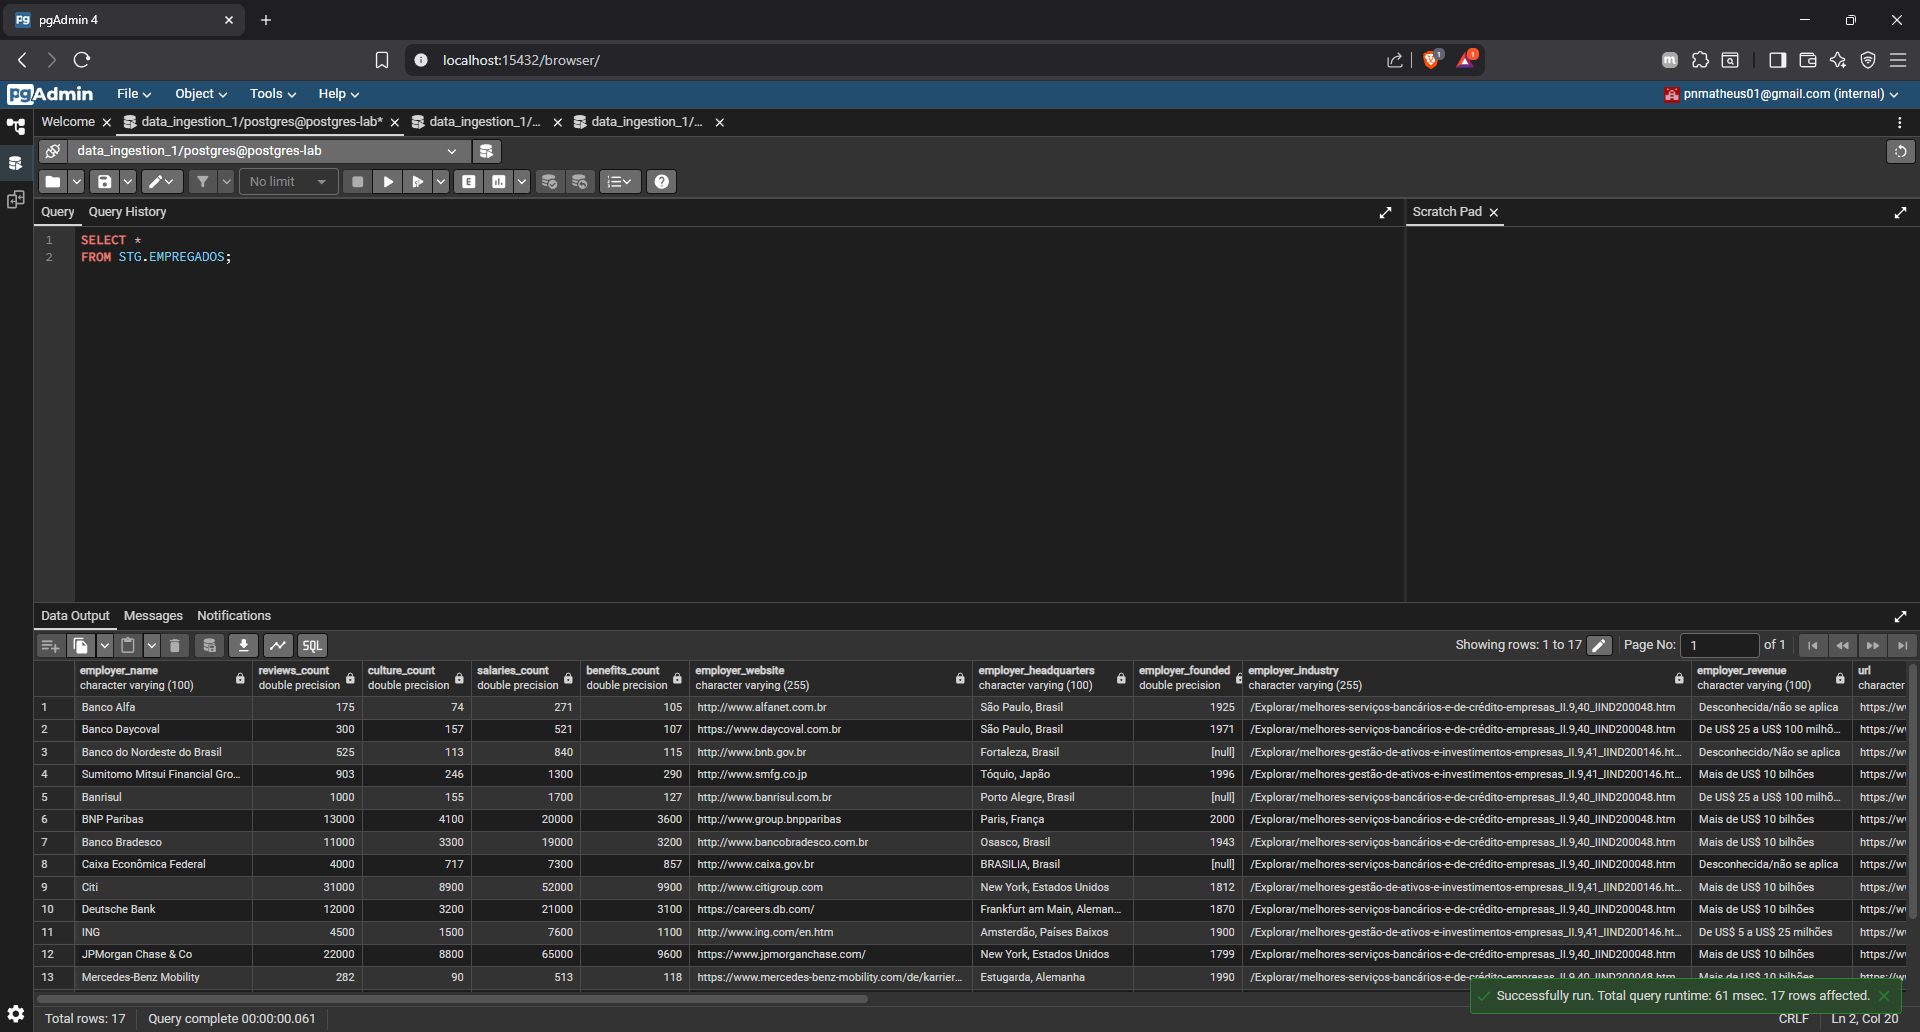 pgAdmin 4
localhost:15432/browser/
pgAdmin File Object Tools Help pnmatheus01@gmail.com (internal)
Welcome data_ingestion_1/postgres@postgres-lab* data_ingestion_1/... data_ingestion_1/...
data_ingestion_1/postgres@postgres-lab
No limit E
Query Query History Scratch Pad
1 SELECT *
2 FROM STG.EMPREGADOS;
Data Output Messages Notifications
SQL Showing rows: 1 to 17 Page No: 1 of 1
employer_name reviews_count culture_count salaries_count benefits_count employer_website employer_headquarters employer_founded employer_industry employer_revenue url
character varying (100) double precision double precision double precision double precision character varying (255) character varying (100) double precision character varying (255) character varying (100) character
1 Banco Alfa 175 74 271 105 http://www.alfanet.com.br São Paulo, Brasil 1925 /Explorar/melhores-serviços-bancários-e-de-crédito-empresas_II.9,40_IIND200048.htm Desconhecida/não se aplica https://w
2 Banco Daycoval 300 157 521 107 https://www.daycoval.com.br São Paulo, Brasil 1971 /Explorar/melhores-serviços-bancários-e-de-crédito-empresas_II.9,40_IIND200048.htm De US$ 25 a US$ 100 milhõ... https://w
3 Banco do Nordeste do Brasil 525 113 840 115 http://www.bnb.gov.br Fortaleza, Brasil [null] /Explorar/melhores-gestão-de-ativos-e-investimentos-empresas_II.9,41_IIND200146.ht... Desconhecido/Não se aplica https://w
4 Sumitomo Mitsui Financial Gro... 903 246 1300 290 http://www.smfg.co.jp Tóquio, Japão 1996 /Explorar/melhores-gestão-de-ativos-e-investimentos-empresas_II.9,41_IIND200146.ht... Mais de US$ 10 bilhões https://w
5 Banrisul 1000 155 1700 127 http://www.banrisul.com.br Porto Alegre, Brasil [null] /Explorar/melhores-serviços-bancários-e-de-crédito-empresas_II.9,40_IIND200048.htm De US$ 25 a US$ 100 milhõ... https://w
6 BNP Paribas 13000 4100 20000 3600 http://www.group.bnpparibas Paris, França 2000 /Explorar/melhores-serviços-bancários-e-de-crédito-empresas_II.9,40_IIND200048.htm Mais de US$ 10 bilhões https://w
7 Banco Bradesco 11000 3300 19000 3200 http://www.bancobradesco.com.br Osasco, Brasil 1943 /Explorar/melhores-serviços-bancários-e-de-crédito-empresas_II.9,40_IIND200048.htm Mais de US$ 10 bilhões https://w
8 Caixa Econômica Federal 4000 717 7300 857 http://www.caixa.gov.br BRASILIA, Brasil [null] /Explorar/melhores-serviços-bancários-e-de-crédito-empresas_II.9,40_IIND200048.htm Desconhecida/não se aplica https://w
9 Citi 31000 8900 52000 9900 http://www.citigroup.com New York, Estados Unidos 1812 /Explorar/melhores-gestão-de-ativos-e-investimentos-empresas_II.9,41_IIND200146.ht... Mais de US$ 10 bilhões https://w
10 Deutsche Bank 12000 3200 21000 3100 https://careers.db.com/ Frankfurt am Main, Aleman... 1870 /Explorar/melhores-serviços-bancários-e-de-crédito-empresas_II.9,40_IIND200048.htm Mais de US$ 10 bilhões https://w
11 ING 4500 1500 7600 1100 http://www.ing.com/en.htm Amsterdão, Países Baixos 1900 /Explorar/melhores-gestão-de-ativos-e-investimentos-empresas_II.9,41_IIND200146.ht... De US$ 5 a US$ 25 milhões https://w
12 JPMorgan Chase & Co 22000 8800 65000 9600 https://www.jpmorganchase.com/ New York, Estados Unidos 1799 /Explorar/melhores-serviços-bancários-e-de-crédito-empresas_II.9,40_IIND200048.htm Mais de US$ 10 bilhões https://w
13 Mercedes-Benz Mobility 282 90 513 118 https://www.mercedes-benz-mobility.com/de/karrier... Estugarda, Alemanha 1990 /Explorar/melhores-serviços-bancários-e-de-crédito-empresas_II.9,40_IIND200048.htm Mais de US$ 10 bilhões https://w
Successfully run. Total query runtime: 61 msec. 17 rows affected.
Total rows: 17 Query complete 00:00:00.061 CRLF Ln 2, Col 20